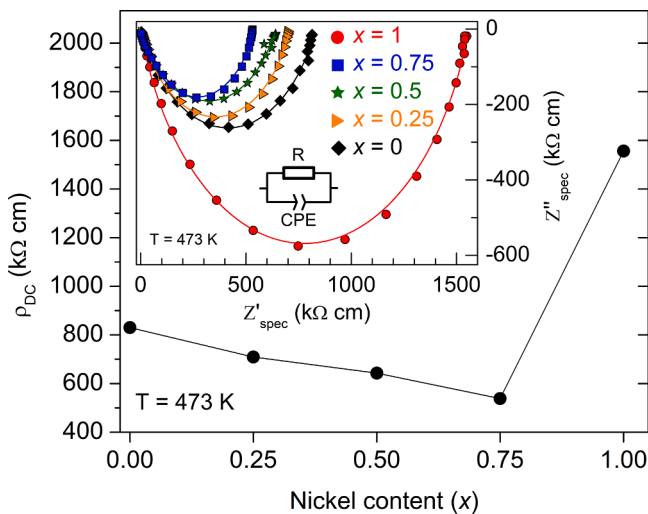 2000
1800
1600
1400
1200
1000
800
600
400
ρDC (kΩ cm)
0.00 0.25 0.50 0.75 1.00
Nickel content (x)
T = 473 K
x = 1
x = 0.75
x = 0.5
x = 0.25
x = 0
R
CPE
T = 473 K
0 500 1000 1500
Z'spec (kΩ cm)
0
-200
-400
-600
Z''spec (kΩ cm)